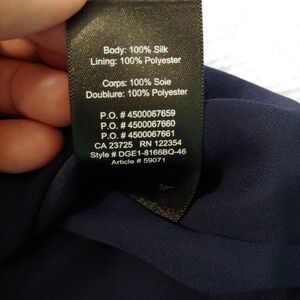 Body: 100% Silk
Lining: 100% Polyester
Corps: 100% Soie
Doublure: 100% Polyester
P.O. # 4500067659
P.O. # 4500067660
P.O. # 4500067661
CA 23725 RN 122354
Style # DGE1-8166BQ-46
Article # 59071